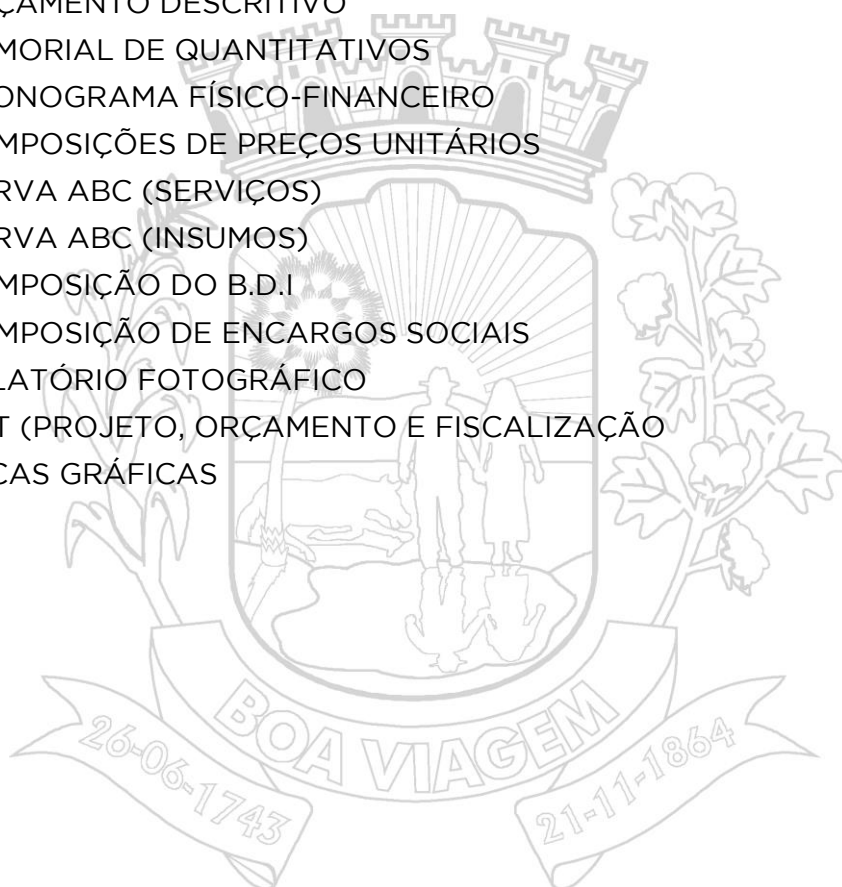 ÇAMENTO DESCRITIVO
MORIAL DE QUANTITATIVOS
ONOGRAMA FÍSICO-FINANCEIRO
MPOSIÇÕES DE PREÇOS UNITÁRIOS
RVA ABC (SERVIÇOS)
RVA ABC (INSUMOS)
MPOSIÇÃO DO B.D.I
MPOSIÇÃO DE ENCARGOS SOCIAIS
LATÓRIO FOTOGRÁFICO
T (PROJETO, ORÇAMENTO E FISCALIZAÇÃO
ÇAS GRÁFICAS
BOA VIAGEM
26-06-1743
21-11-1864